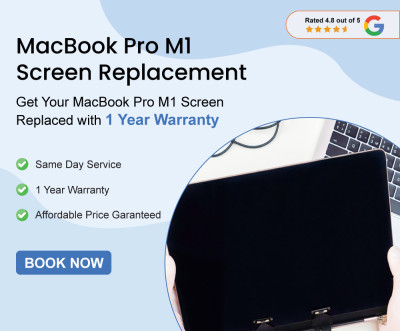 Rated 4.8 out of 5
MacBook Pro M1
Screen Replacement
Get Your MacBook Pro M1 Screen
Replaced with 1 Year Warranty
Same Day Service
1 Year Warranty
Affordable Price Garanteed
BOOK NOW